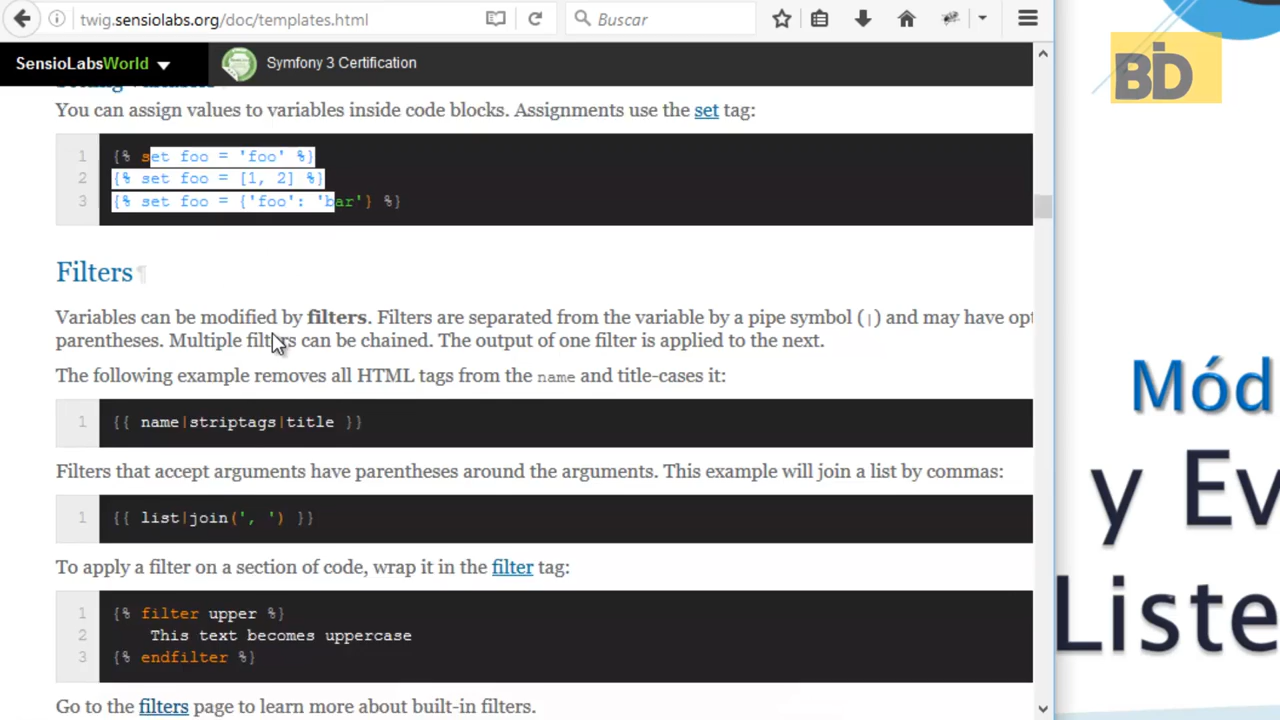 twig.sensiolabs.org/doc/templates.html
Buscar
SensioLabsWorld
Symfony 3 Certification
BID
Setting Variables
You can assign values to variables inside code blocks. Assignments use the set tag:
1 {% set foo = 'foo' %}
2 {% set foo = [1, 2] %}
3 {% set foo = {'foo': 'bar'} %}
Filters ¶
Variables can be modified by filters. Filters are separated from the variable by a pipe symbol (|) and may have opt
parentheses. Multiple filters can be chained. The output of one filter is applied to the next.
The following example removes all HTML tags from the name and title-cases it:
1 {{ name|striptags|title }}
Filters that accept arguments have parentheses around the arguments. This example will join a list by commas:
1 {{ list|join(', ') }}
To apply a filter on a section of code, wrap it in the filter tag:
1 {% filter upper %}
2 This text becomes uppercase
3 {% endfilter %}
Go to the filters page to learn more about built-in filters.
Mód
y Ev
Liste